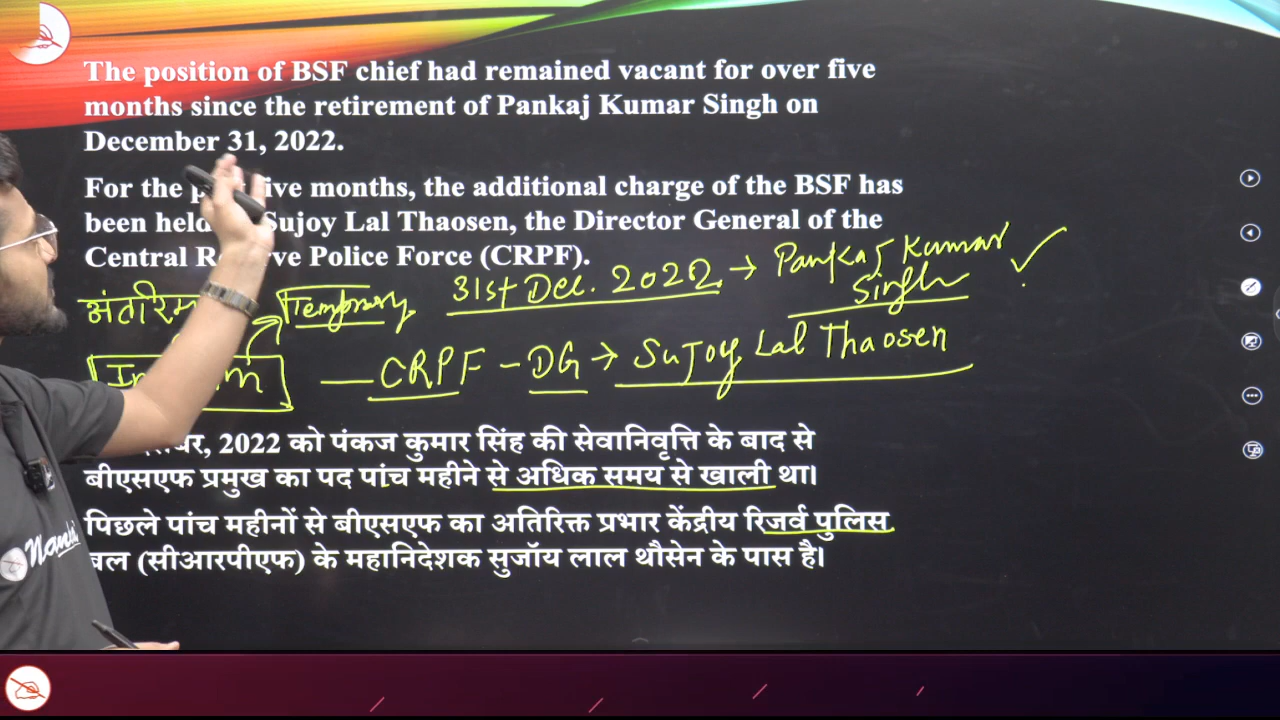 The position of BSF chief had remained vacant for over five
months since the retirement of Pankaj Kumar Singh on
December 31, 2022.
For the five months, the additional charge of the BSF has
been held Sujoy Lal Thaosen, the Director General of the
Central Police Force (CRPF).
Temporary 31st Dec. 2022 → Pankaj Kumar
Singh
— CRPF - DG → Sujoy Lal Thaosen
2022 को पंकज कुमार सिंह की सेवानिवृत्ति के बाद से
बीएसएफ प्रमुख का पद पांच महीने से अधिक समय से खाली था।
पिछले पांच महीनों से बीएसएफ का अतिरिक्त प्रभार केंद्रीय रिजर्व पुलिस
बल (सीआरपीएफ) के महानिदेशक सुजॉय लाल थौसेन के पास है।